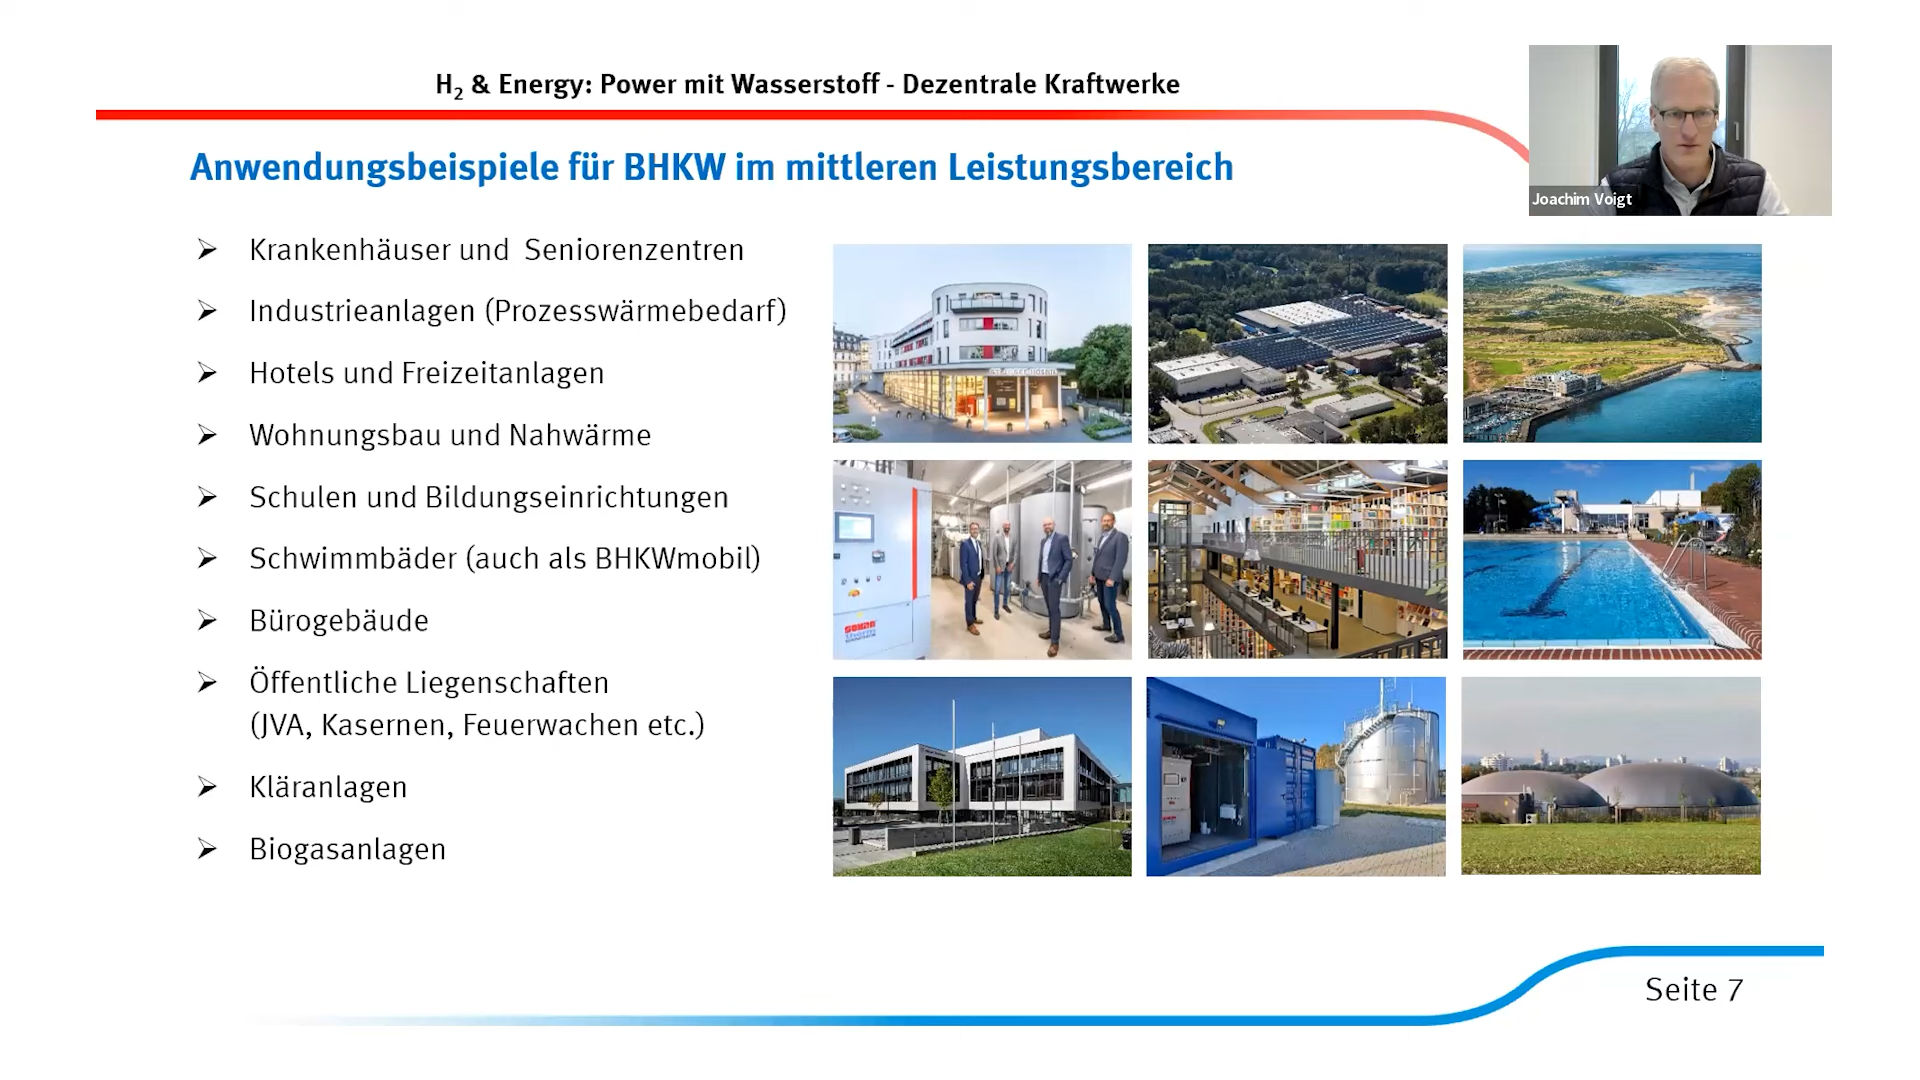 H₂ & Energy: Power mit Wasserstoff - Dezentrale Kraftwerke
Joachim Voigt
Anwendungsbeispiele für BHKW im mittleren Leistungsbereich
Krankenhäuser und Seniorenzentren
Industrieanlagen (Prozesswärmebedarf)
Hotels und Freizeitanlagen
Wohnungsbau und Nahwärme
Schulen und Bildungseinrichtungen
Schwimmbäder (auch als BHKWmobil)
Bürogebäude
Öffentliche Liegenschaften
(JVA, Kasernen, Feuerwachen etc.)
Kläranlagen
Biogasanlagen
Seite 7